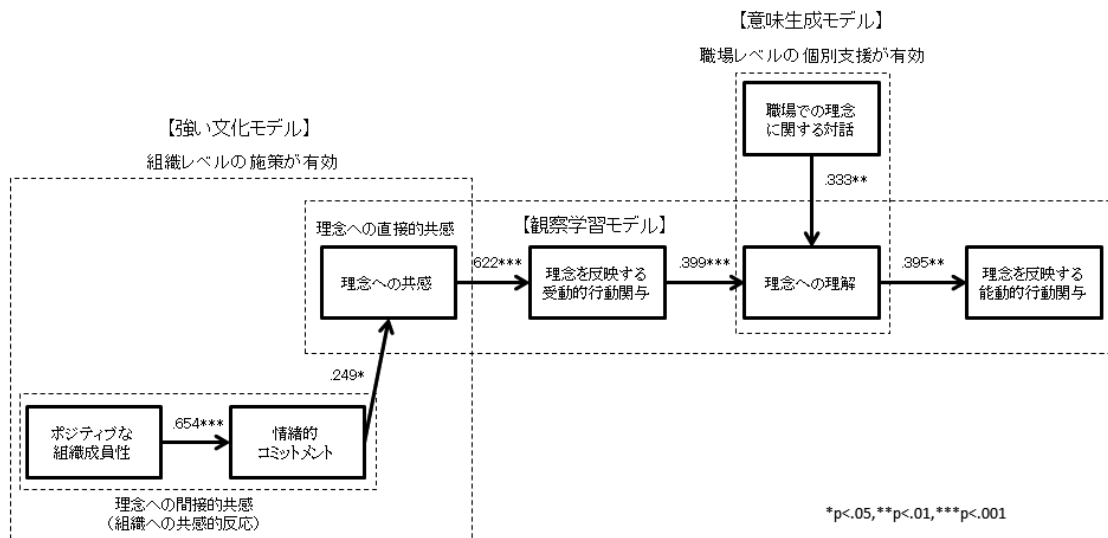 【意味生成モデル】
職場レベルの個別支援が有効
職場での理念
に関する対話
【強い文化モデル】
組織レベルの施策が有効
.333**
理念への直接的共感
【観察学習モデル】
理念への共感
.622***
理念を反映する
受動的行動関与
.399***
理念への理解
.395**
理念を反映する
能動的行動関与
.249*
ポジティブな
組織成員性
.654***
情緒的
コミットメント
理念への間接的共感
（組織への共感的反応）
*p<.05,**p<.01,***p<.001